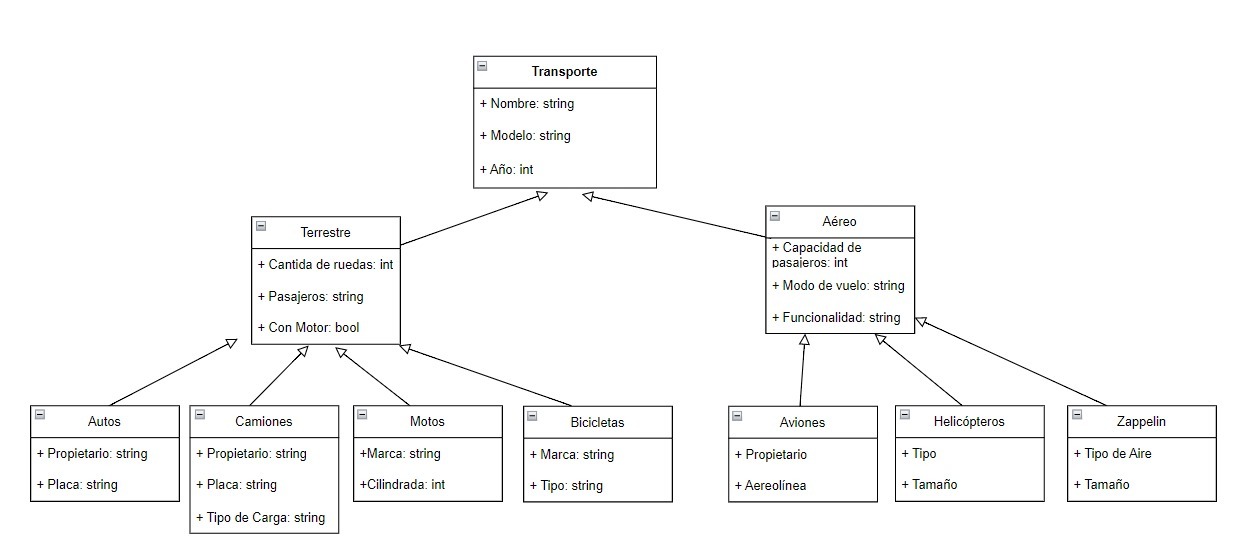 Transporte
+ Nombre: string
+ Modelo: string
+ Año: int
Terrestre
+ Cantida de ruedas: int
+ Pasajeros: string
+ Con Motor: bool
Aéreo
+ Capacidad de
pasajeros: int
+ Modo de vuelo: string
+ Funcionalidad: string
Autos
+ Propietario: string
+ Placa: string
Camiones
+ Propietario: string
+ Placa: string
+ Tipo de Carga: string
Motos
+Marca: string
+Cilindrada: int
Bicicletas
+ Marca: string
+ Tipo: string
Aviones
+ Propietario
+ Aereolínea
Helicópteros
+ Tipo
+ Tamaño
Zappelin
+ Tipo de Aire
+ Tamaño